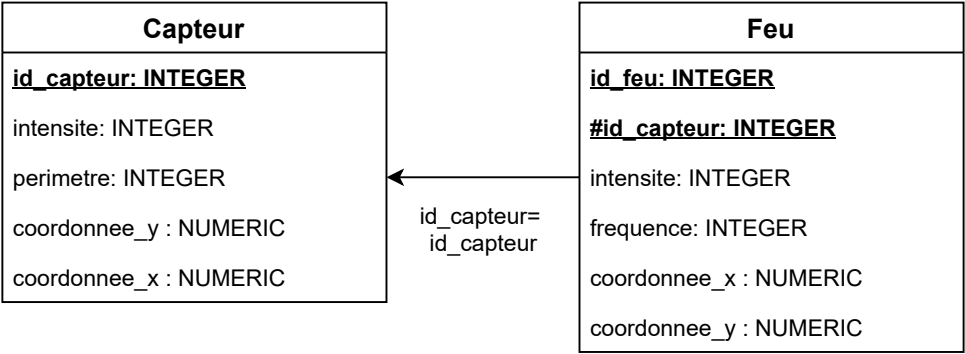 Capteur
id_capteur: INTEGER
intensite: INTEGER
perimetre: INTEGER
coordonnee_y : NUMERIC
coordonnee_x : NUMERIC
id_capteur=
id_capteur
Feu
id_feu: INTEGER
#id_capteur: INTEGER
intensite: INTEGER
fréquence: INTEGER
coordonnee_x : NUMERIC
coordonnee_y : NUMERIC